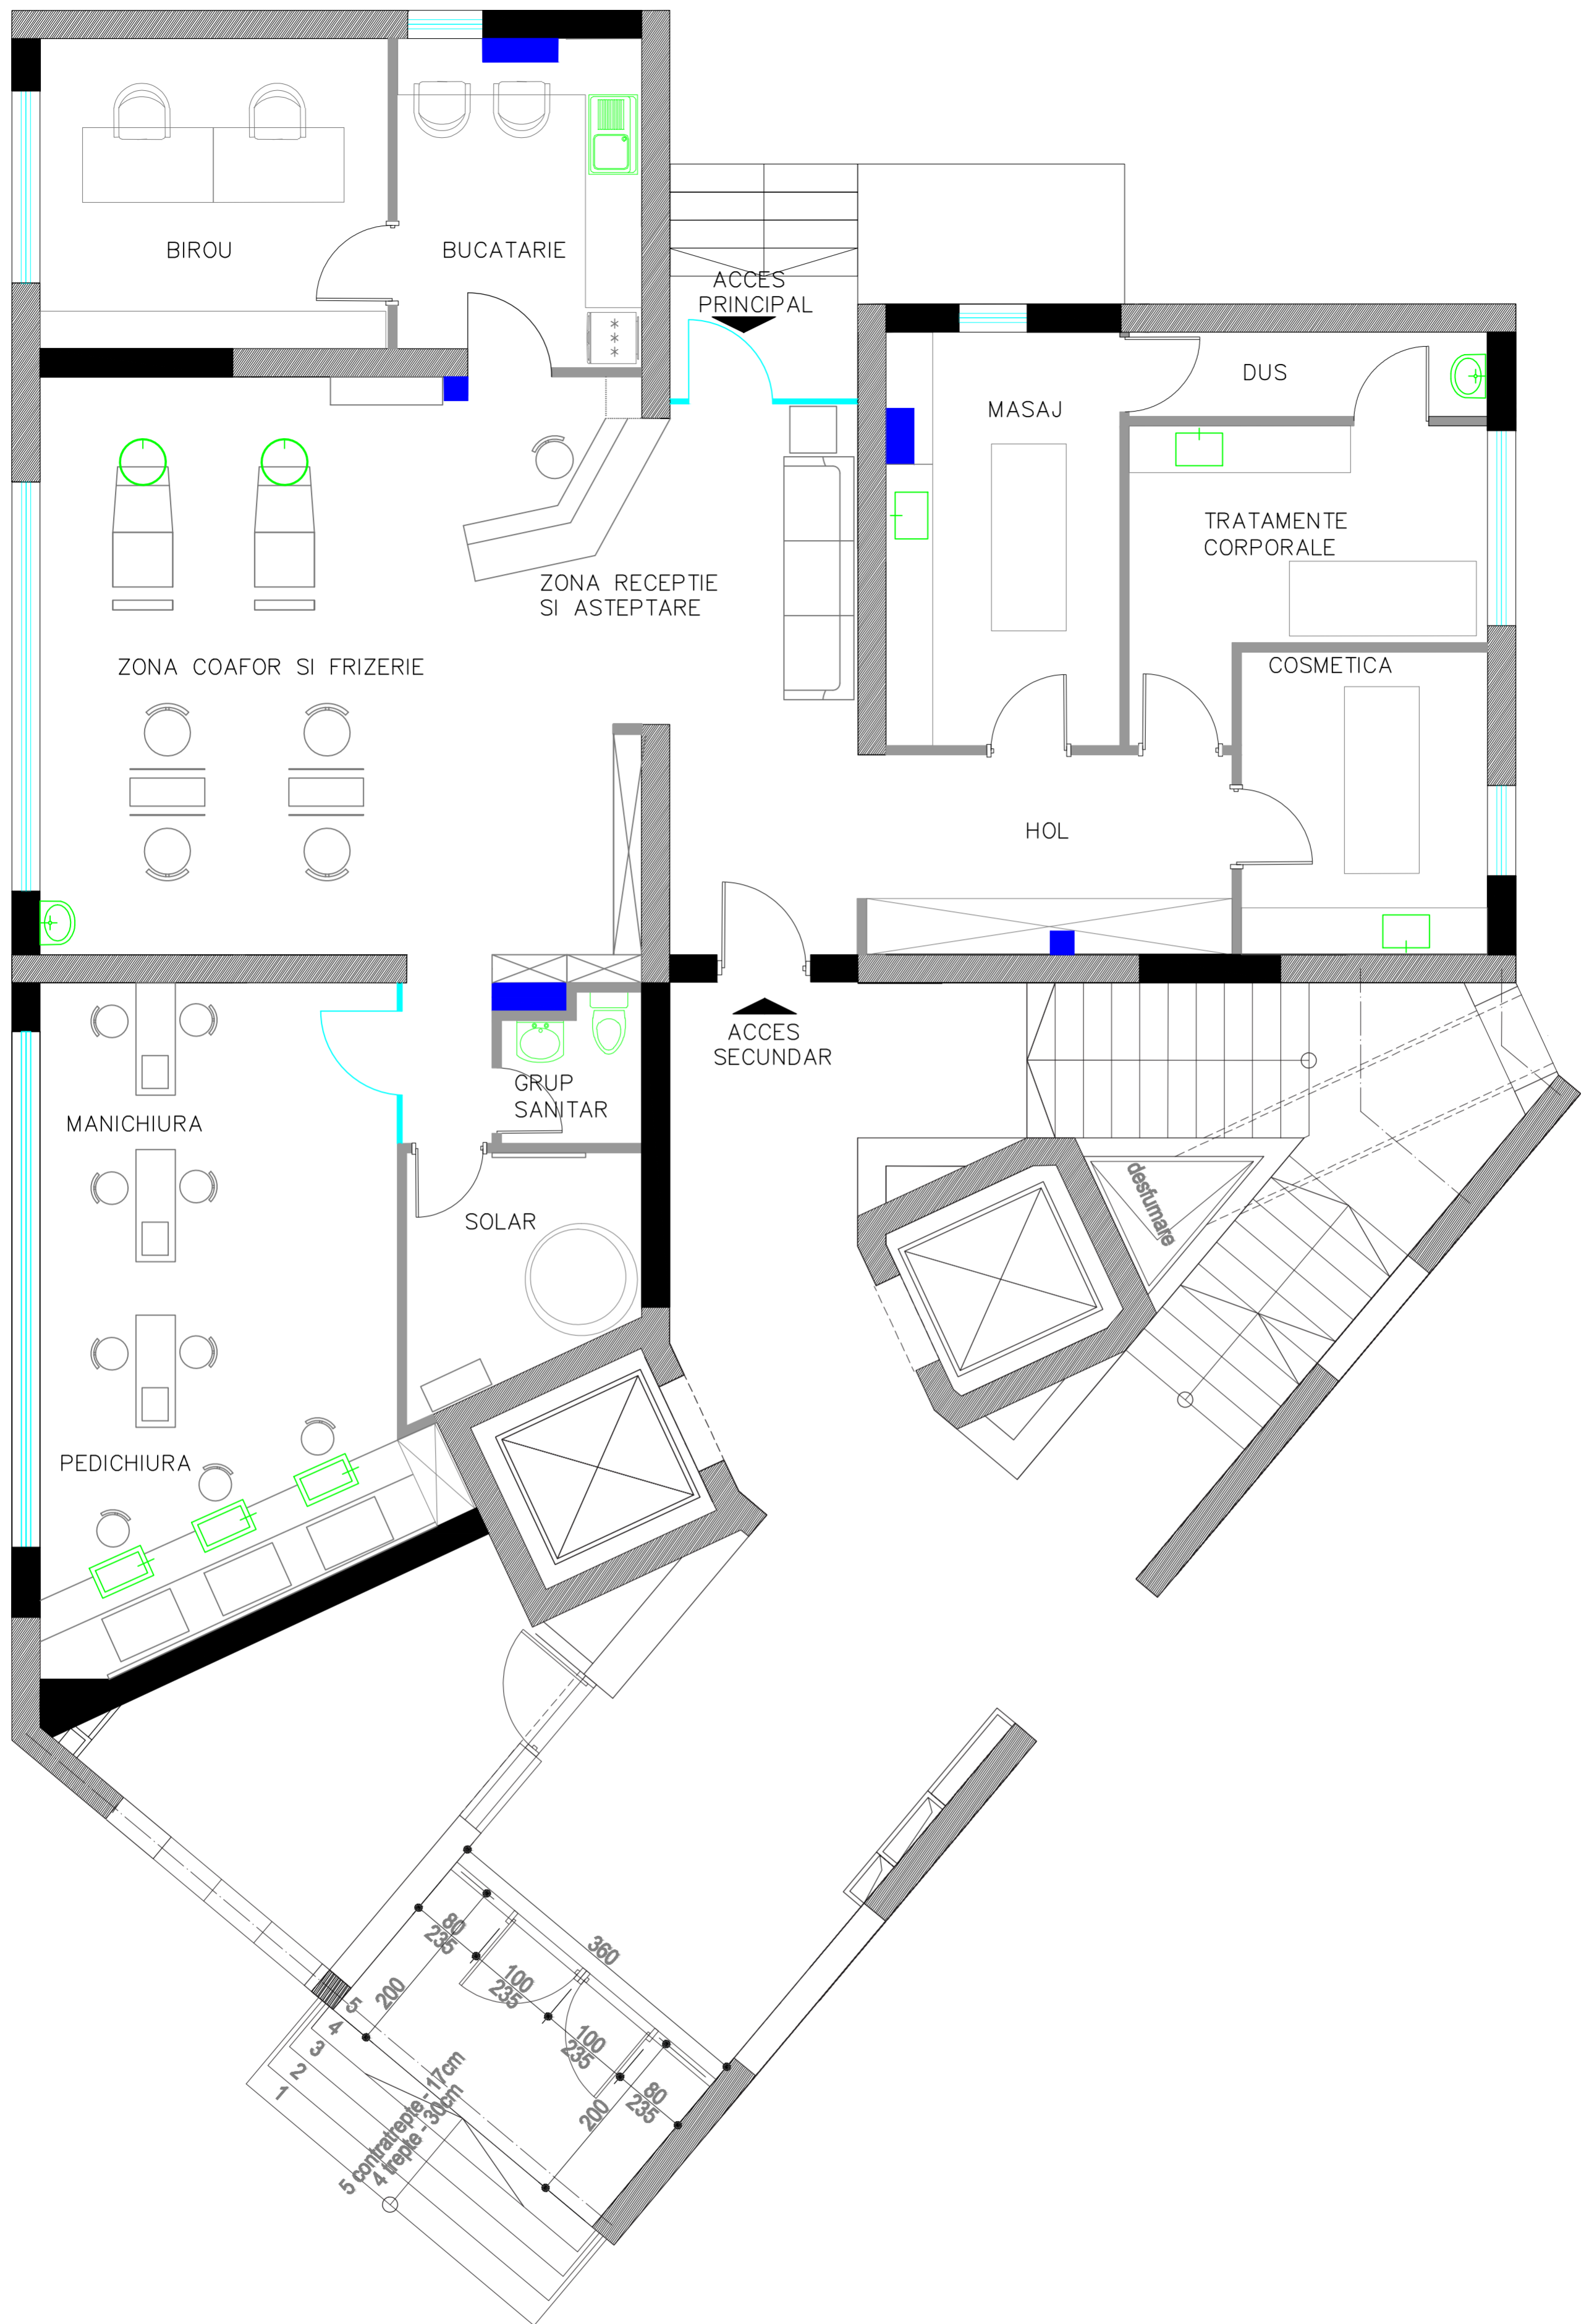 BIROU
BUCATARIE
ACCES
PRINCIPAL
***
DUS
MASAJ
TRATAMENTE
CORPORALE
ZONA RECEPTIE
SI ASTEPTARE
ZONA COAFOR SI FRIZERIE
COSMETICA
HOL
ACCES
SECUNDAR
GRUP
SANITAR
MANICHIURA
desfumare
SOLAR
PEDICHIURA
80
235
360
100
235
200
100
235
80
235
200
5
4
3
2
1
5 contratrepte - 17cm
4 trepte - 30cm